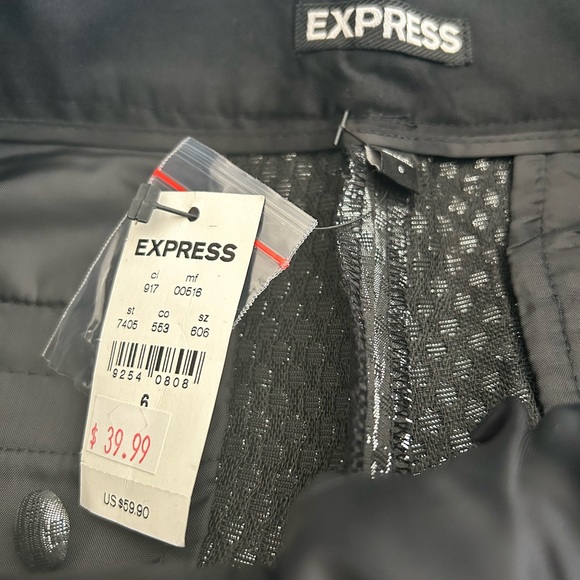 EXPRESS
EXPRESS
cl mf
917 00516
st co sz
7405 553 606
9254 0808
6
$ 39.99
US $59.90